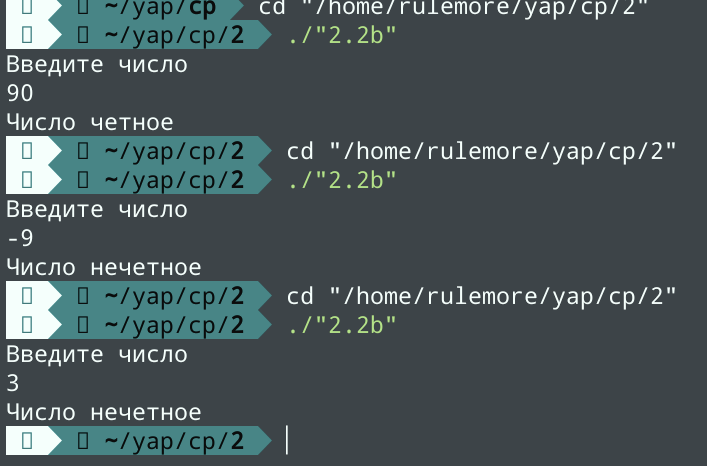 ~/yap/cp cd "/home/rulemore/yap/cp/2"
~/yap/cp/2 ./"2.2b"
Введите число
90
Число четное
~/yap/cp/2 cd "/home/rulemore/yap/cp/2"
~/yap/cp/2 ./"2.2b"
Введите число
-9
Число нечетное
~/yap/cp/2 cd "/home/rulemore/yap/cp/2"
~/yap/cp/2 ./"2.2b"
Введите число
3
Число нечетное
~/yap/cp/2